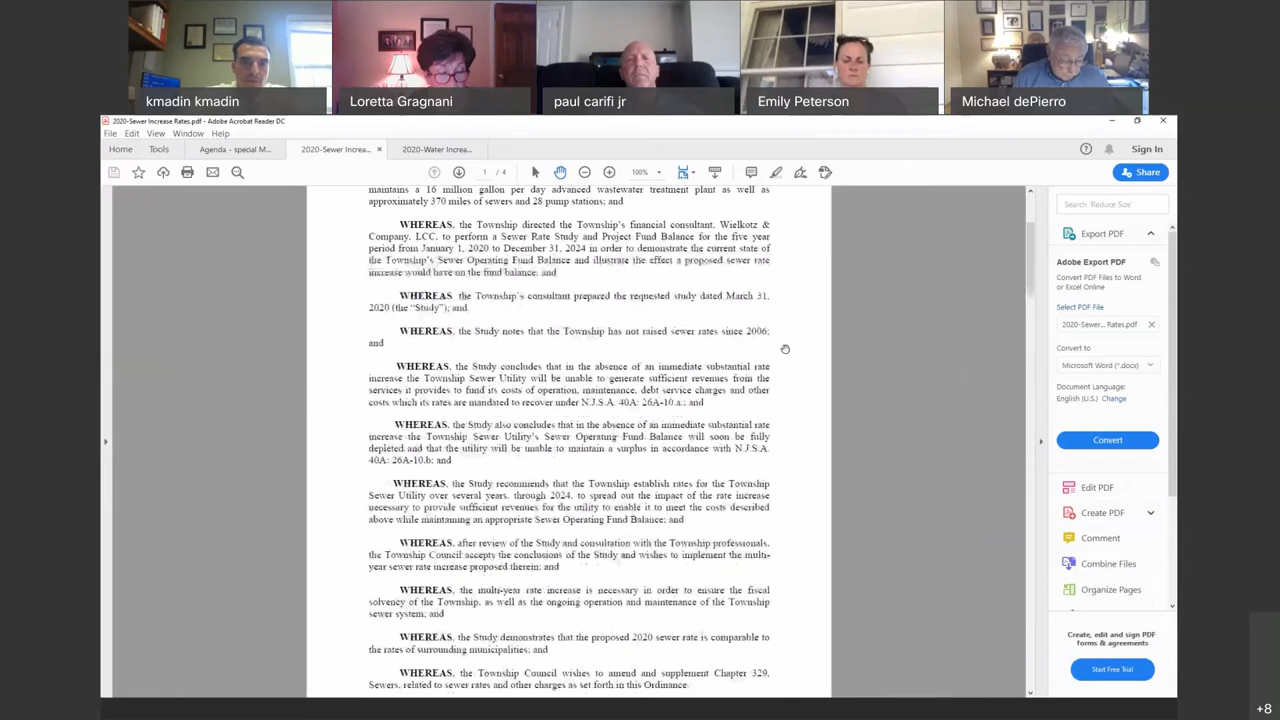 kmadin kmadin
Loretta Gragnani
paul carifi jr
Emily Peterson
Michael dePierro
2020-Sewer Increase Rates.pdf - Adobe Acrobat Reader DC
File Edit View Window Help
Home Tools Agenda - special M... 2020-Sewer Increa... × 2020-Water Increa... Sign In
1 / 4 100% Share
maintains a 16 million gallon per day advanced wastewater treatment plant as well as
approximately 370 miles of sewers and 28 pump stations; and
WHEREAS, the Township directed the Township's financial consultant, Wielkotz &
Company, LCC, to perform a Sewer Rate Study and Project Fund Balance for the five year
period from January 1, 2020 to December 31, 2024 in order to demonstrate the current state of
the Township's Sewer Operating Fund Balance and illustrate the effect a proposed sewer rate
increase would have on the fund balance; and
WHEREAS, the Township's consultant prepared the requested study dated March 31,
2020 (the "Study"); and
WHEREAS, the Study notes that the Township has not raised sewer rates since 2006;
and
WHEREAS, the Study concludes that in the absence of an immediate substantial rate
increase the Township Sewer Utility will be unable to generate sufficient revenues from the
services it provides to fund its costs of operation, maintenance, debt service charges and other
costs which its rates are mandated to recover under N.J.S.A. 40A: 26A-10.a.; and
WHEREAS, the Study also concludes that in the absence of an immediate substantial rate
increase the Township Sewer Utility's Sewer Operating Fund Balance will soon be fully
depleted and that the utility will be unable to maintain a surplus in accordance with N.J.S.A.
40A: 26A-10.b; and
WHEREAS, the Study recommends that the Township establish rates for the Township
Sewer Utility over several years, through 2024, to spread out the impact of the rate increase
necessary to provide sufficient revenues for the utility to enable it to meet the costs described
above while maintaining an appropriate Sewer Operating Fund Balance; and
WHEREAS, after review of the Study and consultation with the Township professionals,
the Township Council accepts the conclusions of the Study and wishes to implement the multi-
year sewer rate increase proposed therein; and
WHEREAS, the multi-year rate increase is necessary in order to ensure the fiscal
solvency of the Township, as well as the ongoing operation and maintenance of the Township
sewer system; and
WHEREAS, the Study demonstrates that the proposed 2020 sewer rate is comparable to
the rates of surrounding municipalities; and
WHEREAS, the Township Council wishes to amend and supplement Chapter 329,
Sewers, related to sewer rates and other charges as set forth in this Ordinance.
Search 'Reduce Size'
Export PDF
Adobe Export PDF
Convert PDF Files to Word
or Excel Online
Select PDF File
2020-Sewer... Rates.pdf ×
Convert to
Microsoft Word (*.docx)
Document Language:
English (U.S.) Change
Convert
Edit PDF
Create PDF
Comment
Combine Files
Organize Pages
Create, edit and sign PDF
forms & agreements
Start Free Trial
+8